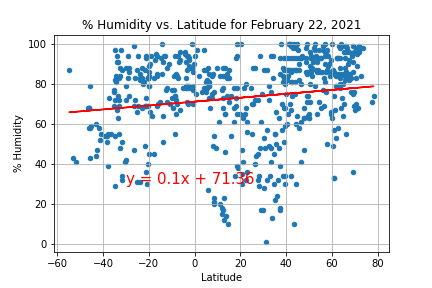 % Humidity vs. Latitude for February 22, 2021
100
80
60
40
20
0
% Humidity
y = 0.1x + 71.36
−60 −40 −20 0 20 40 60 80
Latitude